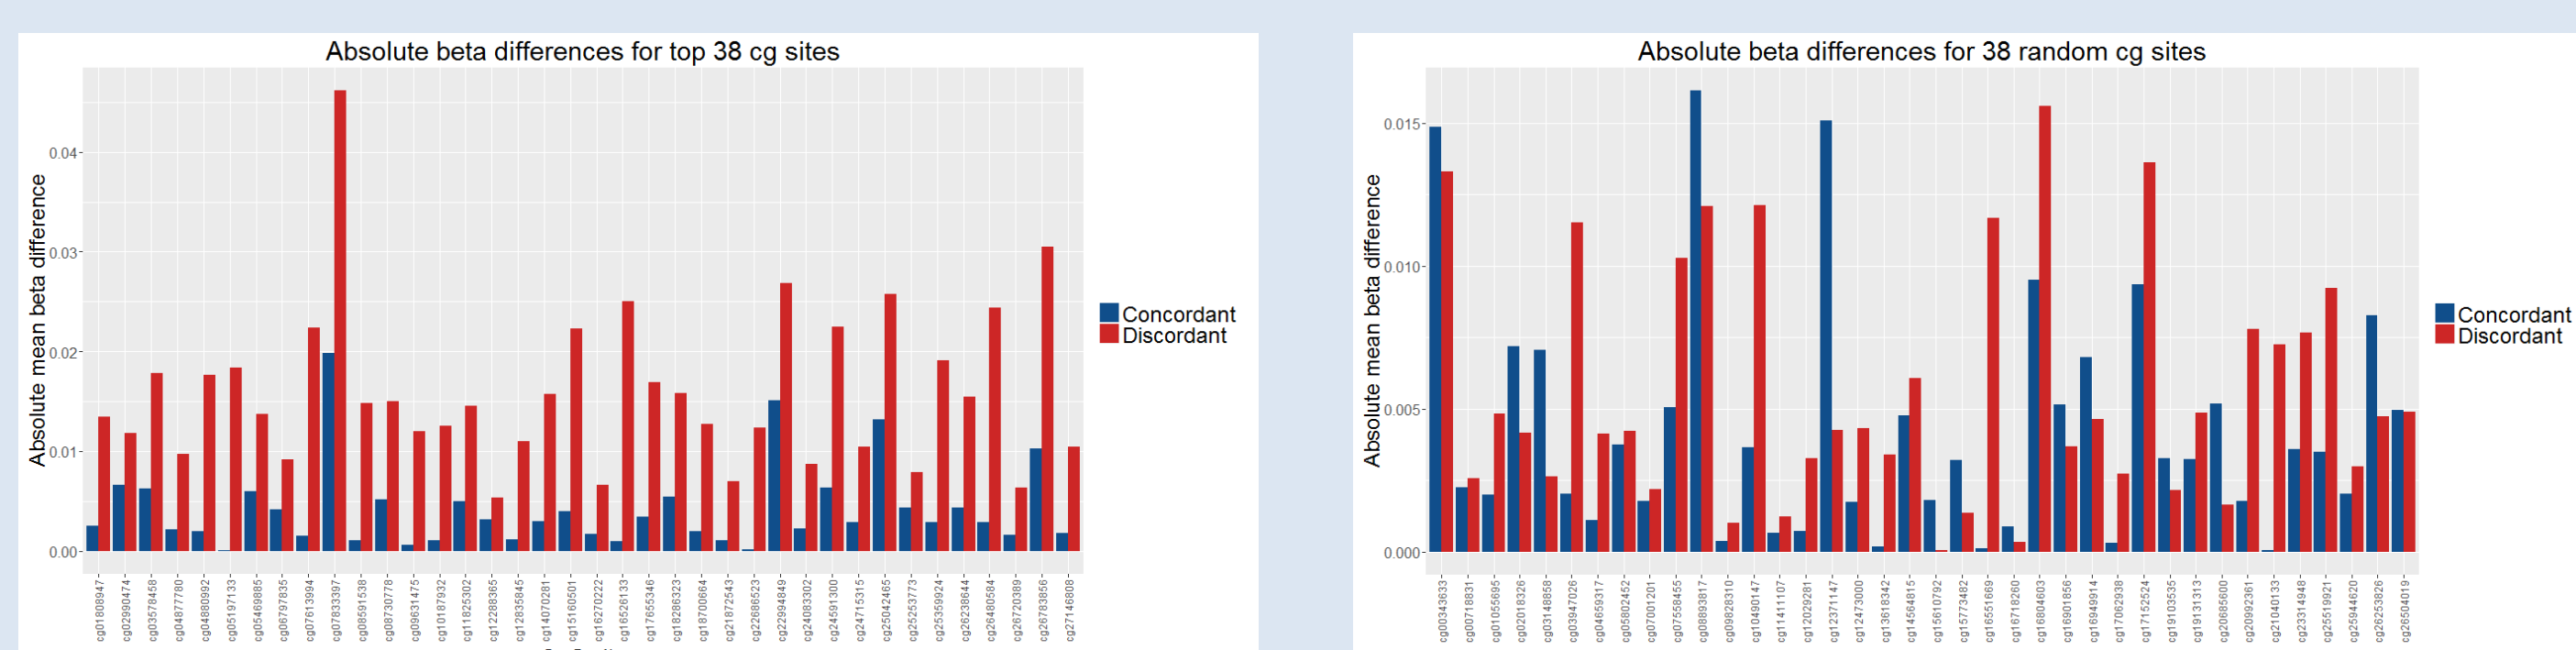 Absolute beta differences for top 38 cg sites
Absolute mean beta difference
0.04
0.03
0.02
0.01
0.00
cg01808947
cg02990474
cg03578458
cg04877780
cg04880992
cg05197133
cg05469885
cg06797835
cg07613994
cg07833397
cg08591538
cg08730778
cg09631475
cg10187932
cg11825302
cg12288365
cg12835845
cg14070281
cg15160501
cg16270222
cg16526133
cg17655346
cg18286323
cg18700664
cg21872543
cg22686523
cg22994849
cg24083302
cg24591300
cg24715315
cg25042465
cg25253773
cg25359924
cg26238644
cg26480584
cg26720389
cg26783856
cg27146808
Concordant
Discordant
Absolute beta differences for 38 random cg sites
Absolute mean beta difference
0.015
0.010
0.005
0.000
cg00343633
cg00718831
cg01055695
cg02018326
cg03148858
cg03947026
cg04659317
cg05802452
cg07001201
cg07558455
cg08893817
cg09828310
cg10490147
cg11411107
cg12029281
cg12371147
cg12473000
cg13618342
cg14564815
cg15610792
cg15773482
cg16551669
cg16718260
cg16804603
cg16901856
cg16949914
cg17062938
cg17152524
cg19103535
cg19131313
cg20685600
cg20992361
cg21040133
cg23314948
cg25519921
cg25944620
cg26253826
cg26504019
Concordant
Discordant